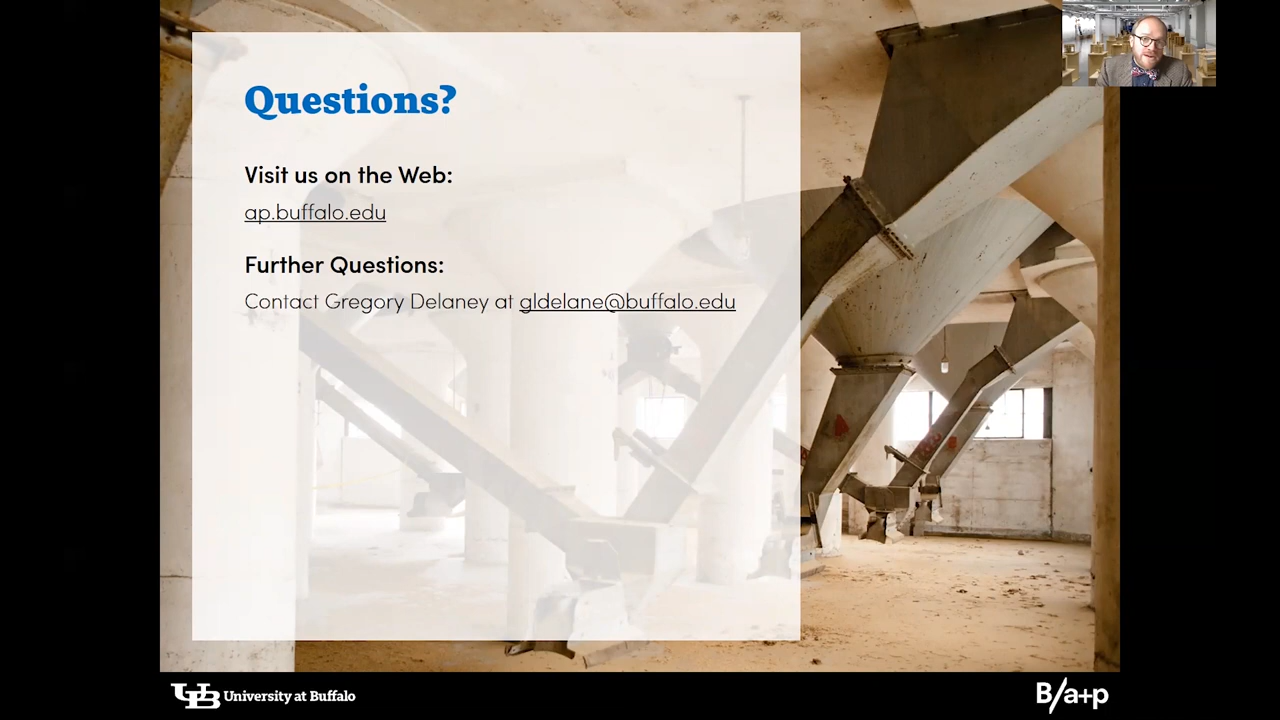 Questions?
Visit us on the Web:
ap.buffalo.edu
Further Questions:
Contact Gregory Delaney at gldelane@buffalo.edu
UB University at Buffalo
B/a+p